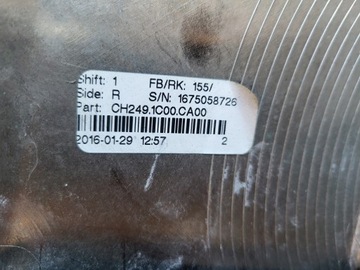 Shift: 1 FB/RK: 155/
Side: R S/N: 1675058726
Part: CH249.1C00.CA00
2016-01-29 12:57 2